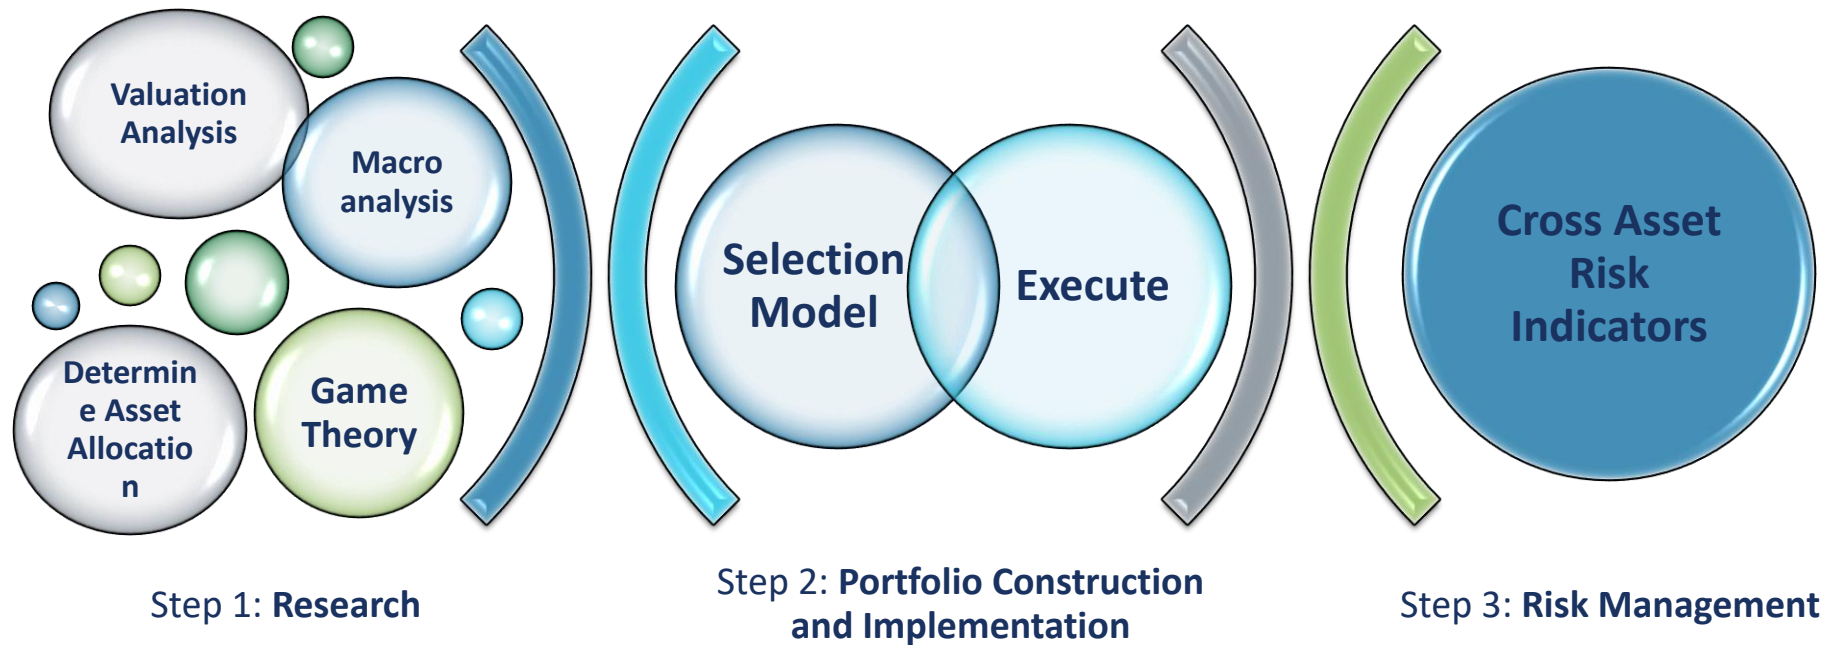 Valuation
Analysis
Macro
analysis
Determin
e Asset
Allocatio
n
Game
Theory
Step 1: Research
Selection
Model
Execute
Step 2: Portfolio Construction
and Implementation
Cross Asset
Risk
Indicators
Step 3: Risk Management